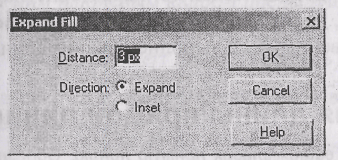 Expand Fill
Distance: 3 px
OK
Direction: Expand
Cancel
Inset
Help